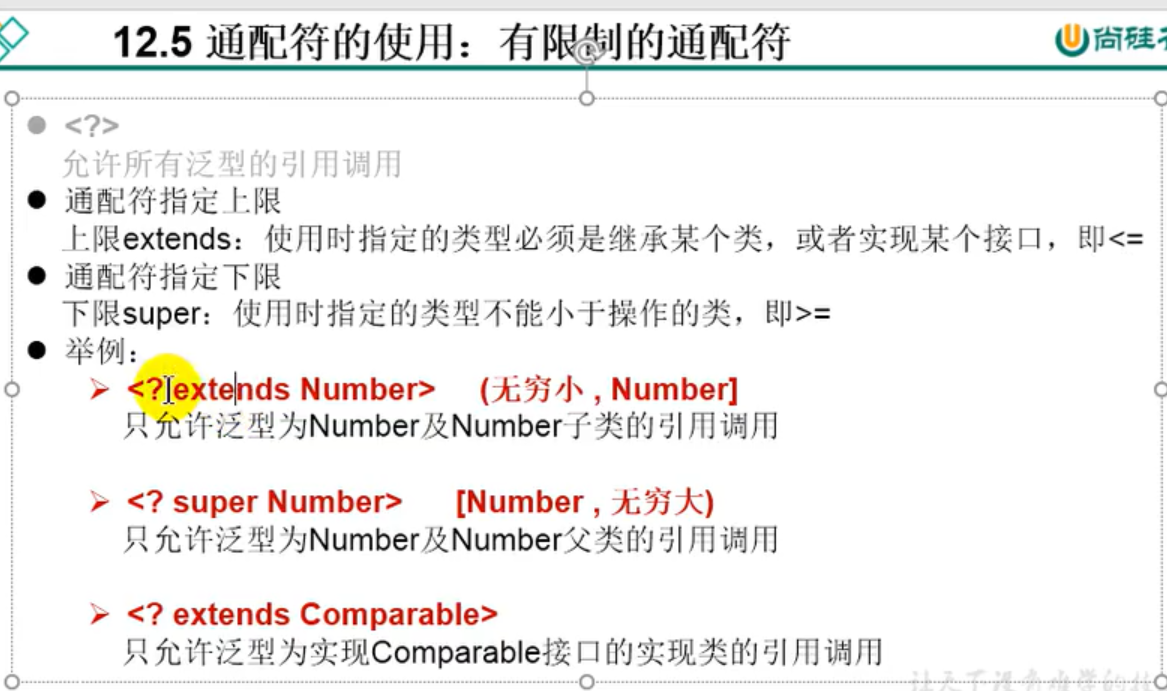 12.5 通配符的使用：有限制的通配符
尚硅
<?>
允许所有泛型的引用调用
通配符指定上限
上限extends：使用时指定的类型必须是继承某个类，或者实现某个接口，即<=
通配符指定下限
下限super：使用时指定的类型不能小于操作的类，即>=
举例：
<? extends Number> (无穷小 , Number]
只允许泛型为Number及Number子类的引用调用
<? super Number> [Number , 无穷大)
只允许泛型为Number及Number父类的引用调用
<? extends Comparable>
只允许泛型为实现Comparable接口的实现类的引用调用